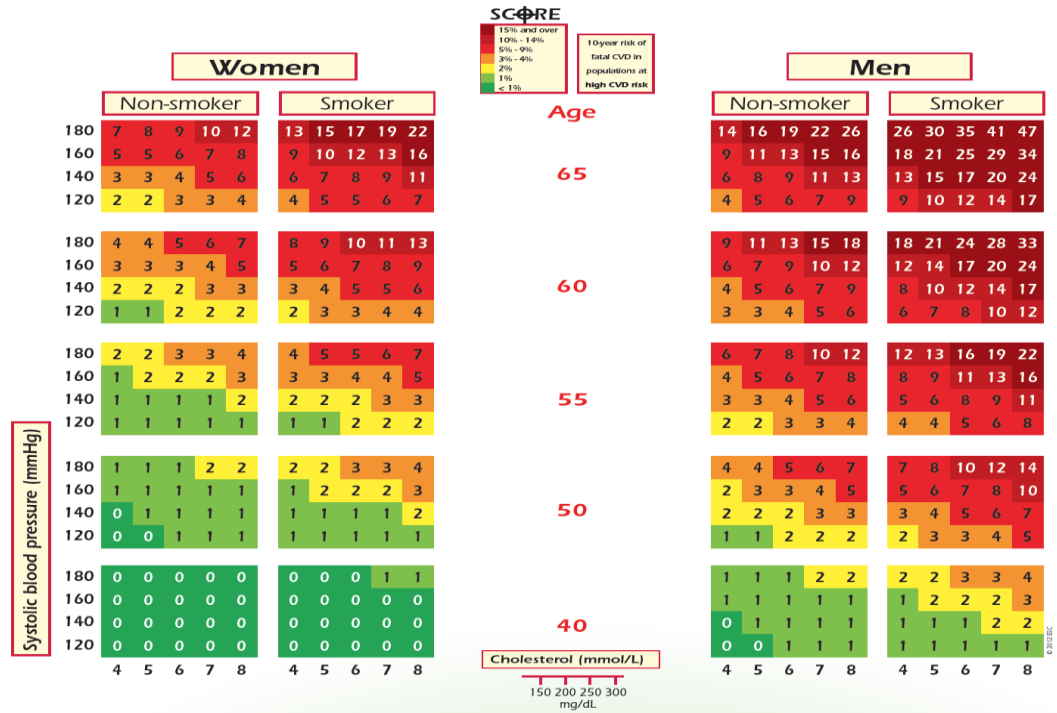 SCORE
15% and over
10% - 14%
5% - 9%
3% - 4%
2%
1%
< 1%
10-year risk of
fatal CVD in
populations at
high CVD risk
Women
Men
Non-smoker Smoker Age Non-smoker Smoker
180 7 8 9 10 12 13 15 17 19 22 14 16 19 22 26 26 30 35 41 47
160 5 5 6 7 8 9 10 12 13 16 9 11 13 15 16 18 21 25 29 34
140 3 3 4 5 6 6 7 8 9 11 65 6 8 9 11 13 13 15 17 20 24
120 2 2 3 3 4 4 5 5 6 7 4 5 6 7 9 9 10 12 14 17
180 4 4 5 6 7 8 9 10 11 13 9 11 13 15 18 18 21 24 28 33
160 3 3 3 4 5 5 6 7 8 9 6 7 9 10 12 12 14 17 20 24
140 2 2 2 3 3 3 4 5 5 6 60 4 5 6 7 9 8 10 12 14 17
120 1 1 2 2 2 2 3 3 4 4 3 3 4 5 6 6 7 8 10 12
180 2 2 3 3 4 4 5 5 6 7 6 7 8 10 12 12 13 16 19 22
160 1 2 2 2 3 3 3 4 4 5 4 5 6 7 8 8 9 11 13 16
140 1 1 1 1 2 2 2 2 3 3 55 3 3 4 5 6 5 6 8 9 11
120 1 1 1 1 1 1 1 2 2 2 2 2 3 3 4 4 4 5 6 8
180 1 1 1 2 2 2 2 3 3 4 4 4 5 6 7 7 8 10 12 14
160 1 1 1 1 1 1 2 2 2 3 2 3 3 4 5 5 6 7 8 10
140 0 1 1 1 1 1 1 1 1 2 50 2 2 2 3 3 3 4 5 6 7
120 0 0 1 1 1 1 1 1 1 1 1 1 2 2 2 2 3 3 4 5
180 0 0 0 0 0 0 0 0 1 1 1 1 1 2 2 2 2 3 3 4
160 0 0 0 0 0 0 0 0 0 0 1 1 1 1 1 1 2 2 2 3
140 0 0 0 0 0 0 0 0 0 0 40 0 1 1 1 1 1 1 1 2 2
120 0 0 0 0 0 0 0 0 0 0 0 0 1 1 1 1 1 1 1 1
4 5 6 7 8 4 5 6 7 8 4 5 6 7 8 4 5 6 7 8
Systolic blood pressure (mmHg)
Cholesterol (mmol/L)
150 200 250 300
mg/dL
© 2012 ESC